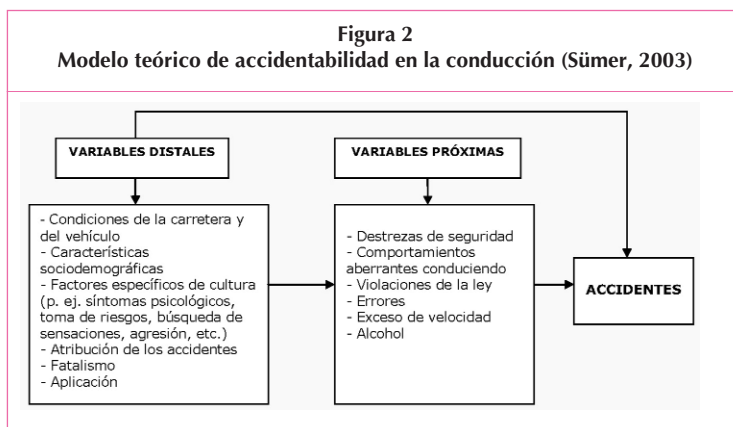 Figura 2
Modelo teórico de accidentabilidad en la conducción (Sümer, 2003)
VARIABLES DISTALES
VARIABLES PRÓXIMAS
- Condiciones de la carretera y
del vehículo
- Características
sociodemográficas
- Factores específicos de cultura
(p. ej. síntomas psicológicos,
toma de riesgos, búsqueda de
sensaciones, agresión, etc.)
- Atribución de los accidentes
- Fatalismo
- Aplicación
- Destrezas de seguridad
- Comportamientos
aberrantes conduciendo
- Violaciones de la ley
- Errores
- Exceso de velocidad
- Alcohol
ACCIDENTES